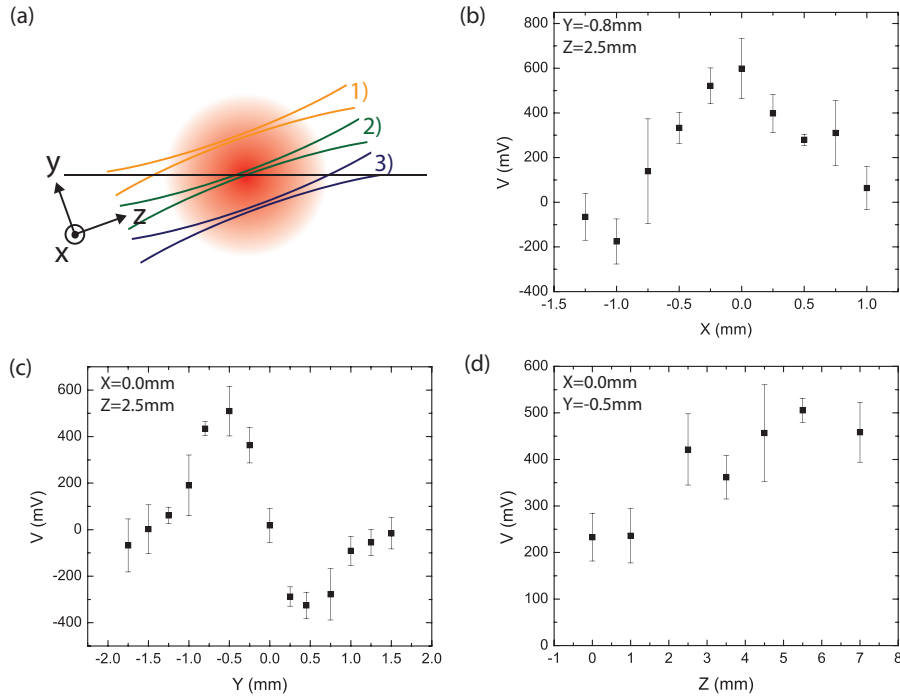 (a)
1)
2)
3)
y
z
x
(b)
Y=-0.8mm
Z=2.5mm
800
600
400
200
0
-200
-400
V (mV)
-1.5 -1.0 -0.5 0.0 0.5 1.0
X (mm)
(c)
X=0.0mm
Z=2.5mm
600
400
200
0
-200
-400
V (mV)
-2.0 -1.5 -1.0 -0.5 0.0 0.5 1.0 1.5 2.0
Y (mm)
(d)
X=0.0mm
Y=-0.5mm
600
500
400
300
200
100
0
V (mV)
-1 0 1 2 3 4 5 6 7 8
Z (mm)